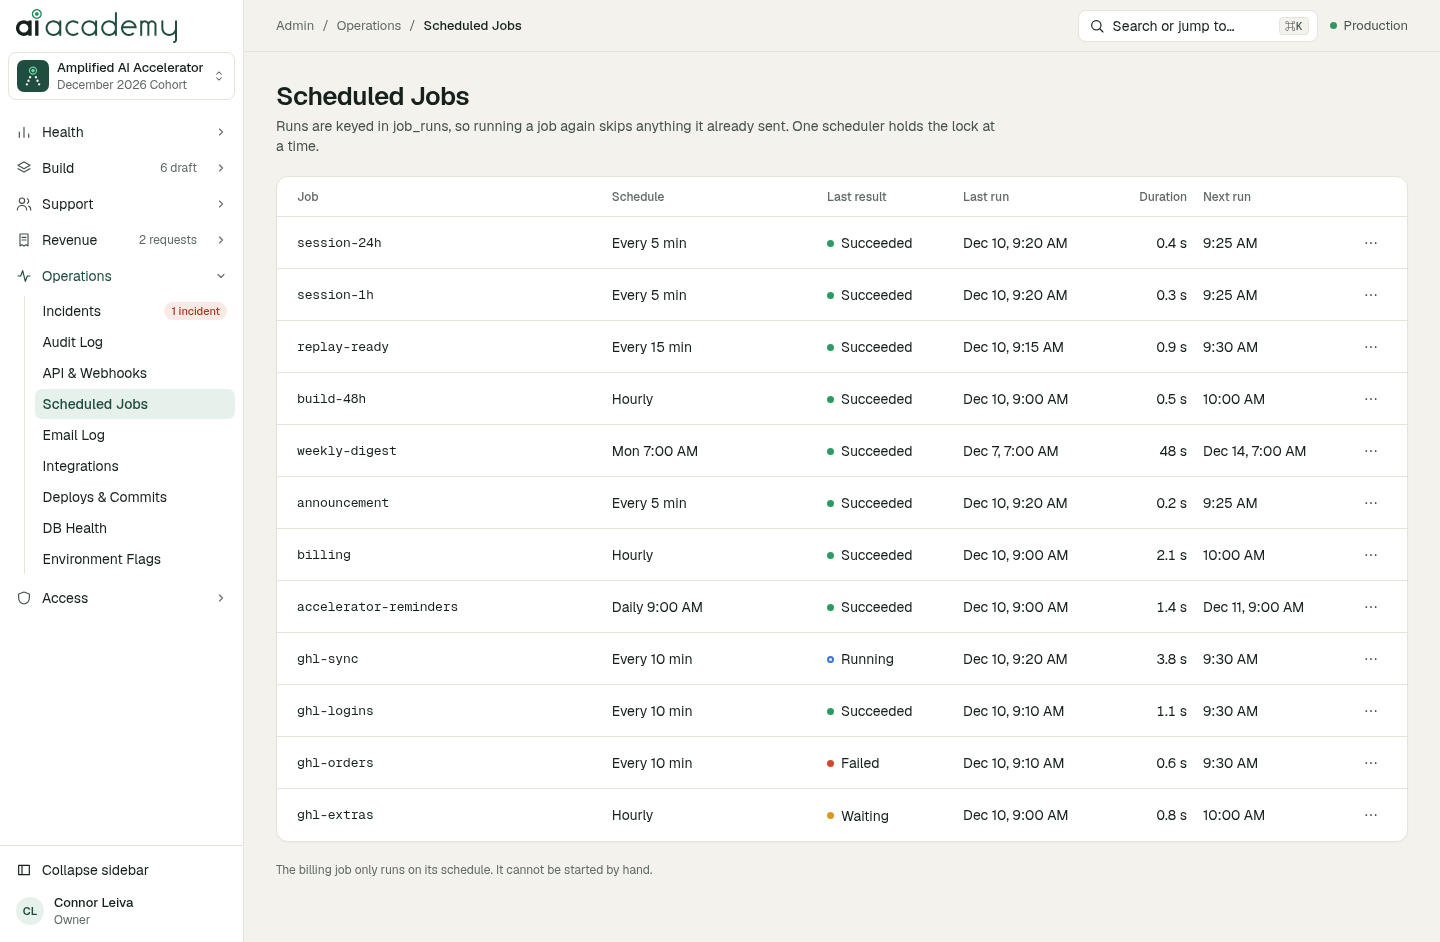 ai academy
Amplified AI Accelerator
December 2026 Cohort
Health
Build 6 draft
Support
Revenue 2 requests
Operations
Incidents 1 incident
Audit Log
API & Webhooks
Scheduled Jobs
Email Log
Integrations
Deploys & Commits
DB Health
Environment Flags
Access
Collapse sidebar
CL
Connor Leiva
Owner
Admin / Operations / Scheduled Jobs
Search or jump to... ⌘K
Production
Scheduled Jobs
Runs are keyed in job_runs, so running a job again skips anything it already sent. One scheduler holds the lock at
a time.
Job Schedule Last result Last run Duration Next run
session-24h Every 5 min Succeeded Dec 10, 9:20 AM 0.4 s 9:25 AM ...
session-1h Every 5 min Succeeded Dec 10, 9:20 AM 0.3 s 9:25 AM ...
replay-ready Every 15 min Succeeded Dec 10, 9:15 AM 0.9 s 9:30 AM ...
build-48h Hourly Succeeded Dec 10, 9:00 AM 0.5 s 10:00 AM ...
weekly-digest Mon 7:00 AM Succeeded Dec 7, 7:00 AM 48 s Dec 14, 7:00 AM ...
announcement Every 5 min Succeeded Dec 10, 9:20 AM 0.2 s 9:25 AM ...
billing Hourly Succeeded Dec 10, 9:00 AM 2.1 s 10:00 AM ...
accelerator-reminders Daily 9:00 AM Succeeded Dec 10, 9:00 AM 1.4 s Dec 11, 9:00 AM ...
ghl-sync Every 10 min Running Dec 10, 9:20 AM 3.8 s 9:30 AM ...
ghl-logins Every 10 min Succeeded Dec 10, 9:10 AM 1.1 s 9:30 AM ...
ghl-orders Every 10 min Failed Dec 10, 9:10 AM 0.6 s 9:30 AM ...
ghl-extras Hourly Waiting Dec 10, 9:00 AM 0.8 s 10:00 AM ...
The billing job only runs on its schedule. It cannot be started by hand.